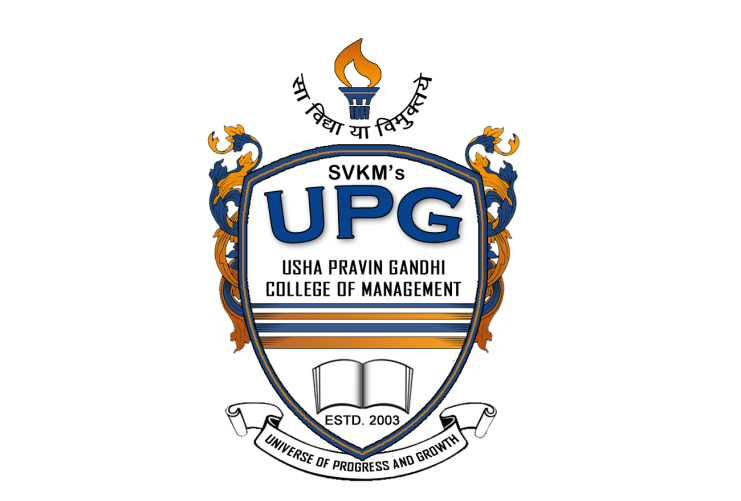 सा विद्या या विमुक्तये
SVKM's
UPG
USHA PRAVIN GANDHI
COLLEGE OF MANAGEMENT
ESTD. 2003
UNIVERSE OF PROGRESS AND GROWTH